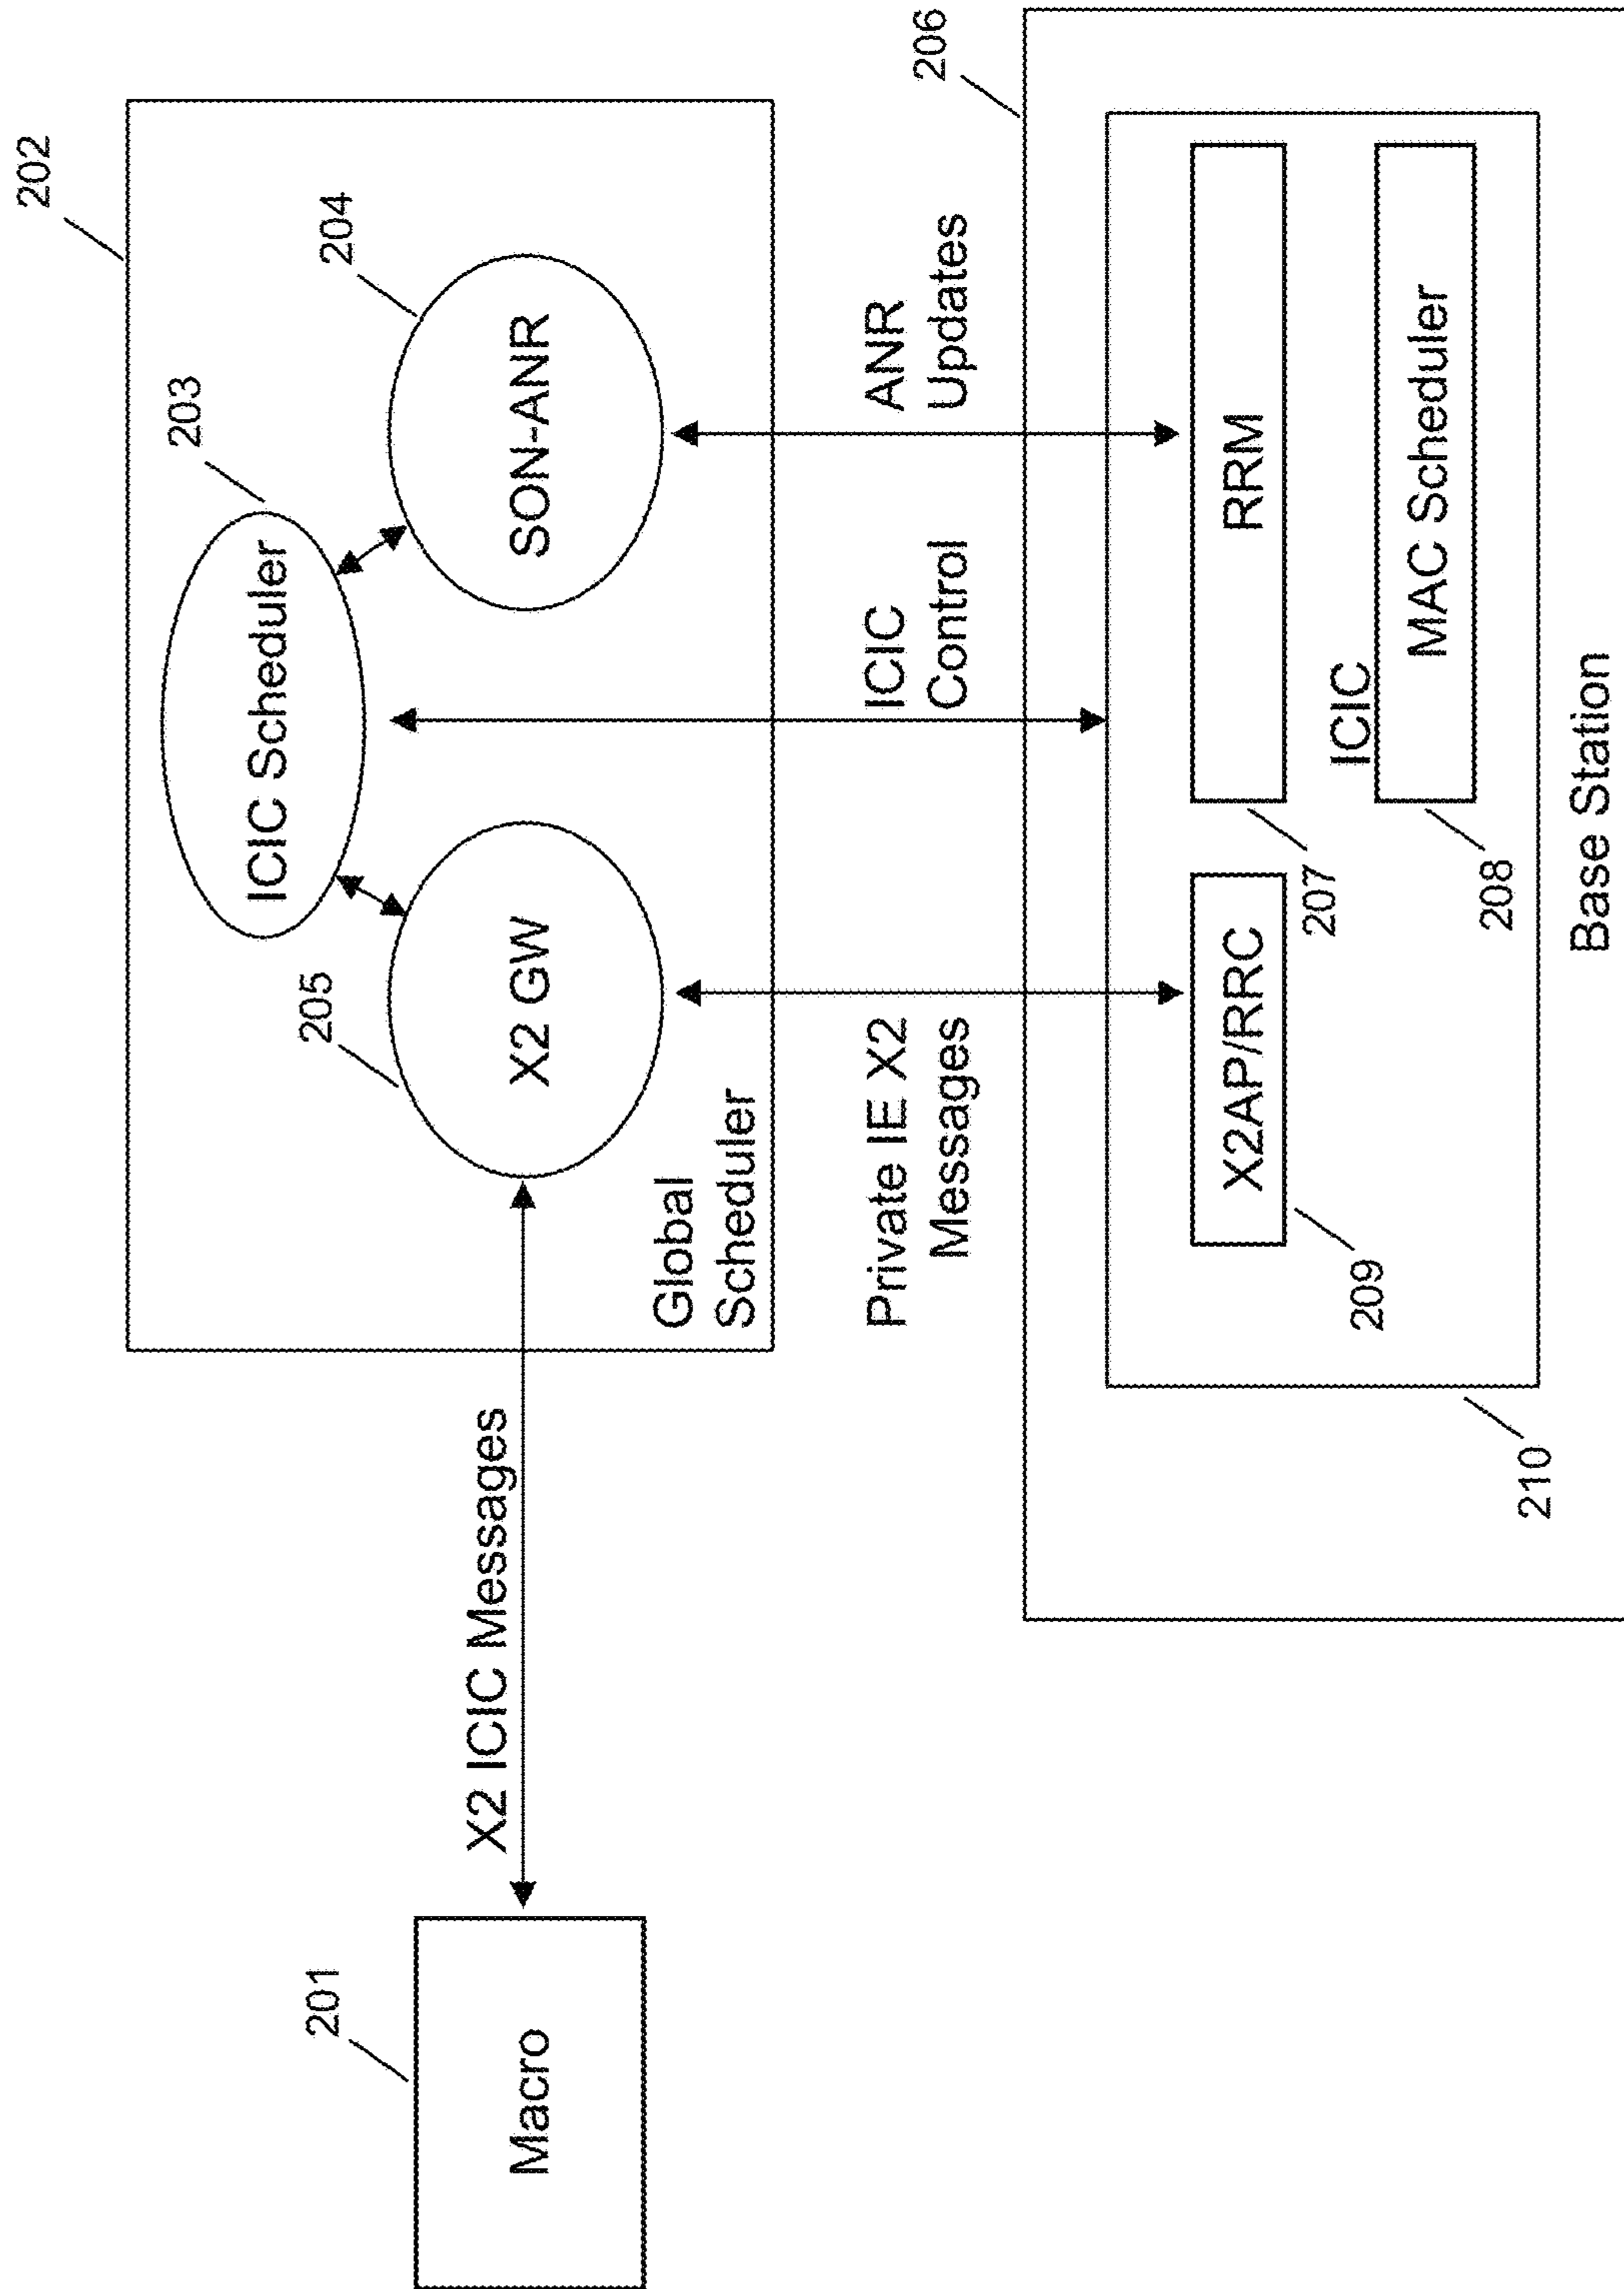 202
203
ICIC Scheduler
204
SON-ANR
205
X2 GW
Global
Scheduler
201
Macro
X2 ICIC Messages
Private IE X2
Messages
ICIC
Control
ANR
Updates
206
X2AP/RRC
209
RRM
207
ICIC
MAC Scheduler
208
210
Base Station